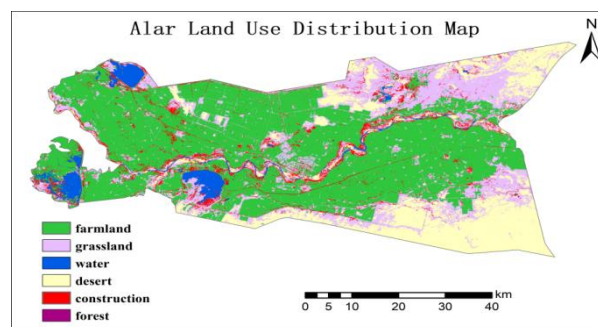 Alar Land Use Distribution Map
N
farmland
grassland
water
desert
construction
forest
km
0 5 10 20 30 40